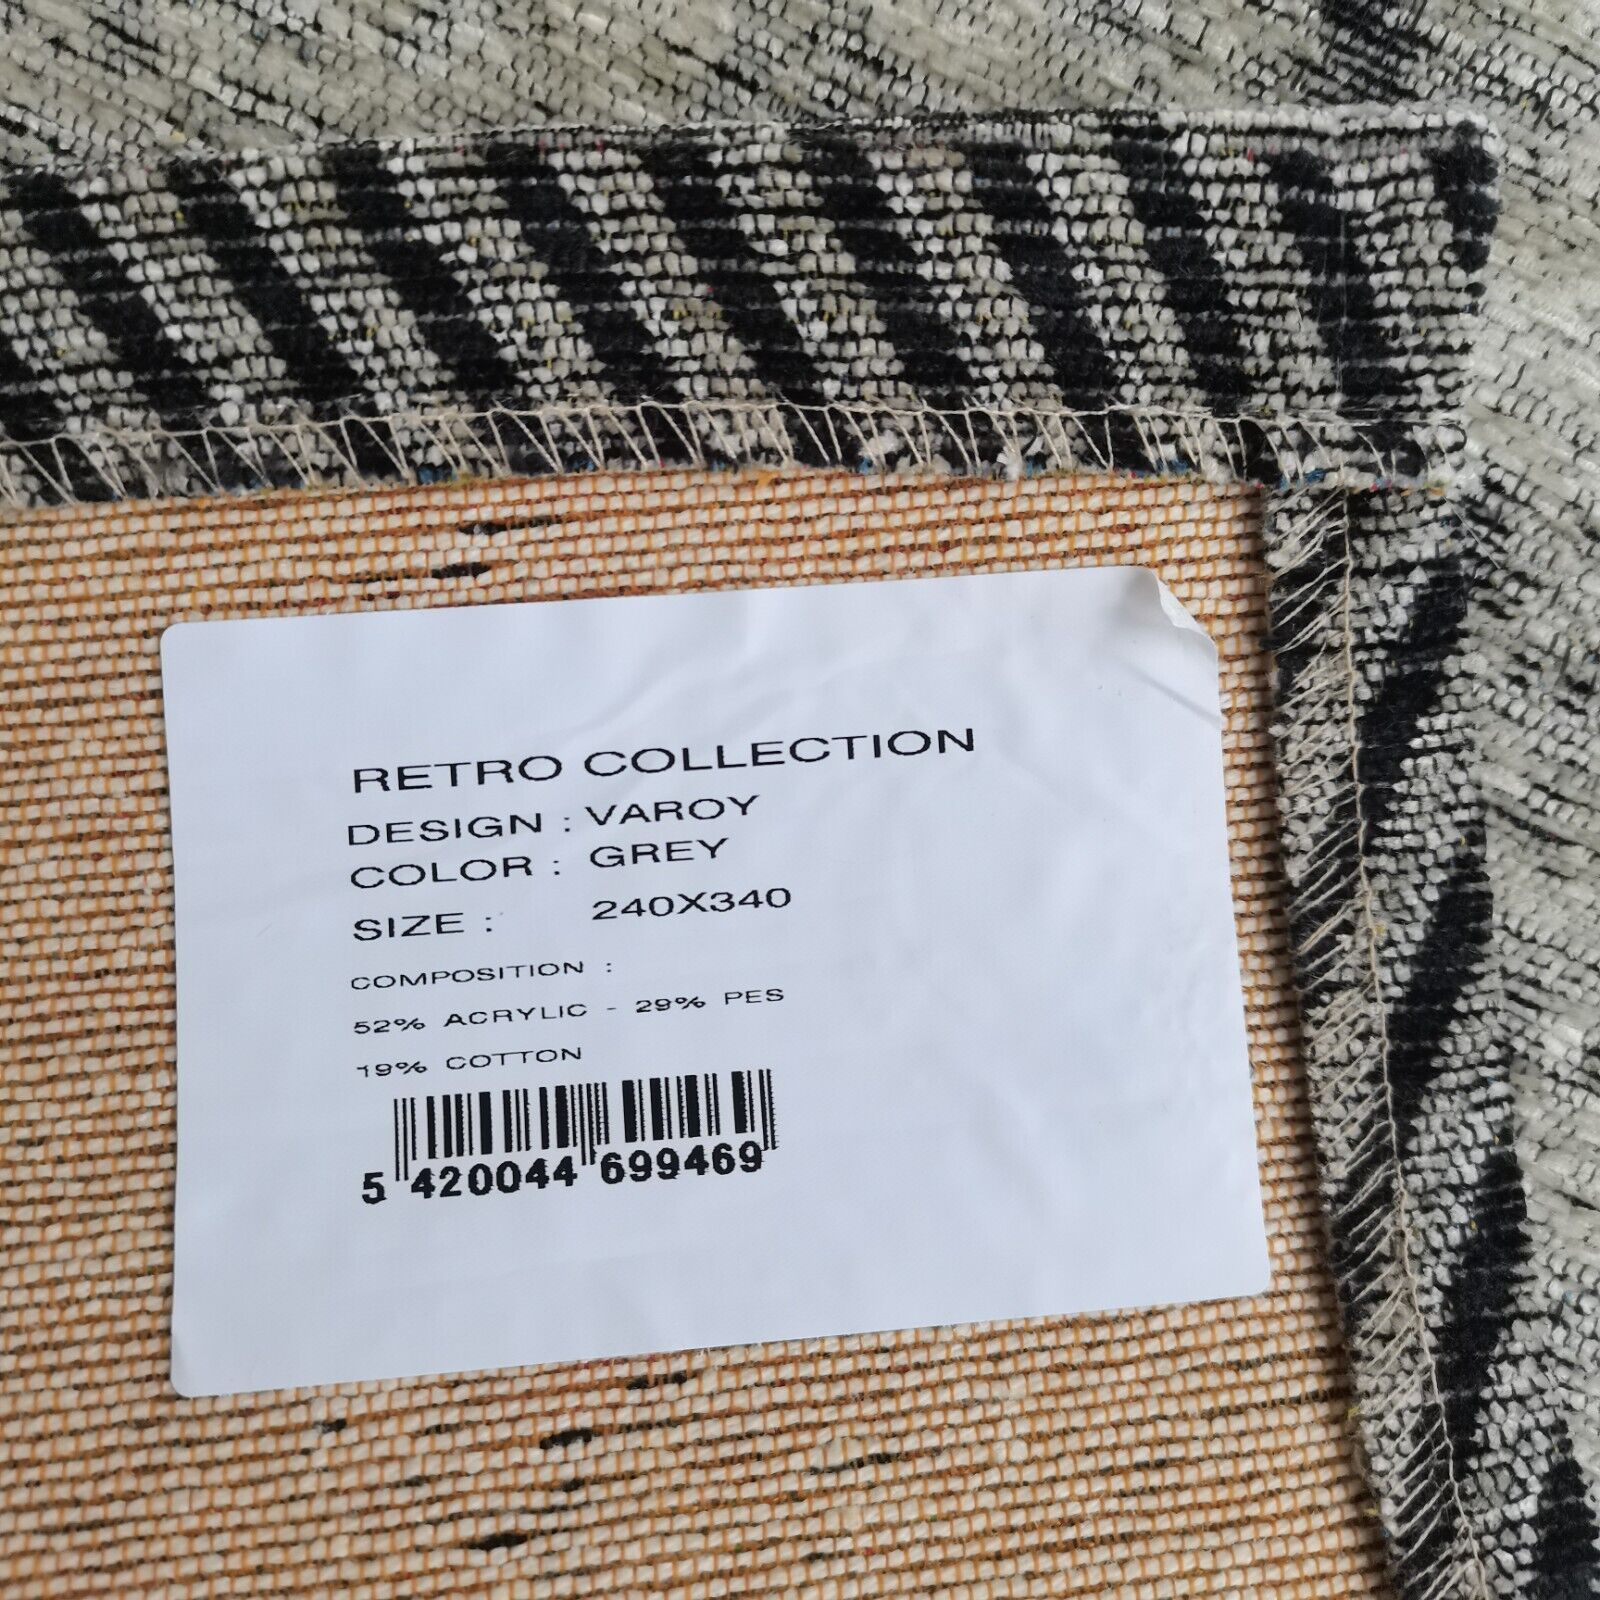 RETRO COLLECTION
DESIGN : VAROY
COLOR : GREY
SIZE : 240X340
COMPOSITION :
52% ACRYLIC - 29% PES
19% COTTON
5 420044 699469